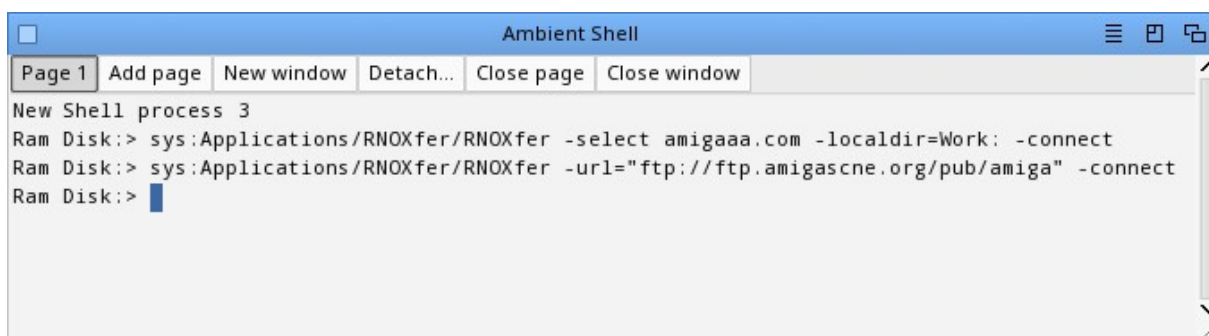 Ambient Shell
Page 1 Add page New window Detach... Close page Close window
New Shell process 3
Ram Disk:> sys:Applications/RNOXfer/RNOXfer -select amigaaa.com -localdir=Work: -connect
Ram Disk:> sys:Applications/RNOXfer/RNOXfer -url="ftp://ftp.amigascne.org/pub/amiga" -connect
Ram Disk:>